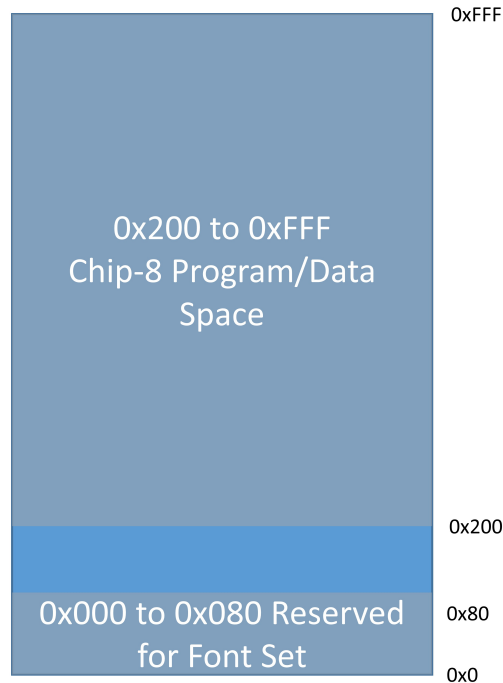 0xFFF
0x200 to 0xFFF
Chip-8 Program/Data
Space
0x200
0x000 to 0x080 Reserved
for Font Set
0x80
0x0